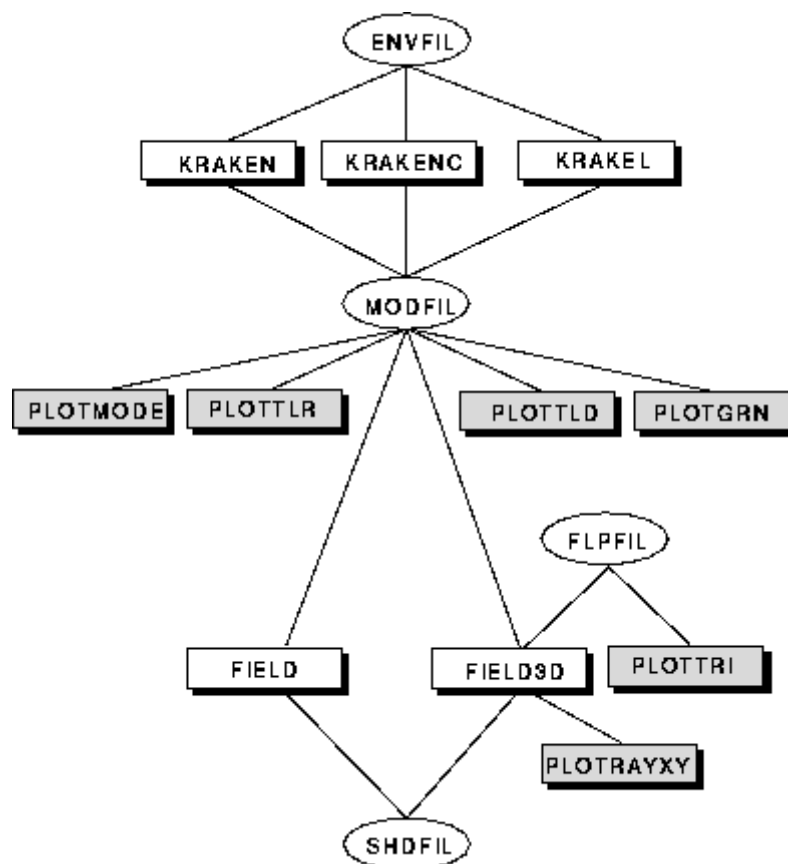 ENVFIL
KRAKEN
KRAKENC
KRAKEL
MODFIL
PLOTMODE
PLOTTLR
PLOTTLD
PLOTGRN
FLPFIL
FIELD
FIELD3D
PLOTTRI
PLOTRAYXY
SHDFIL